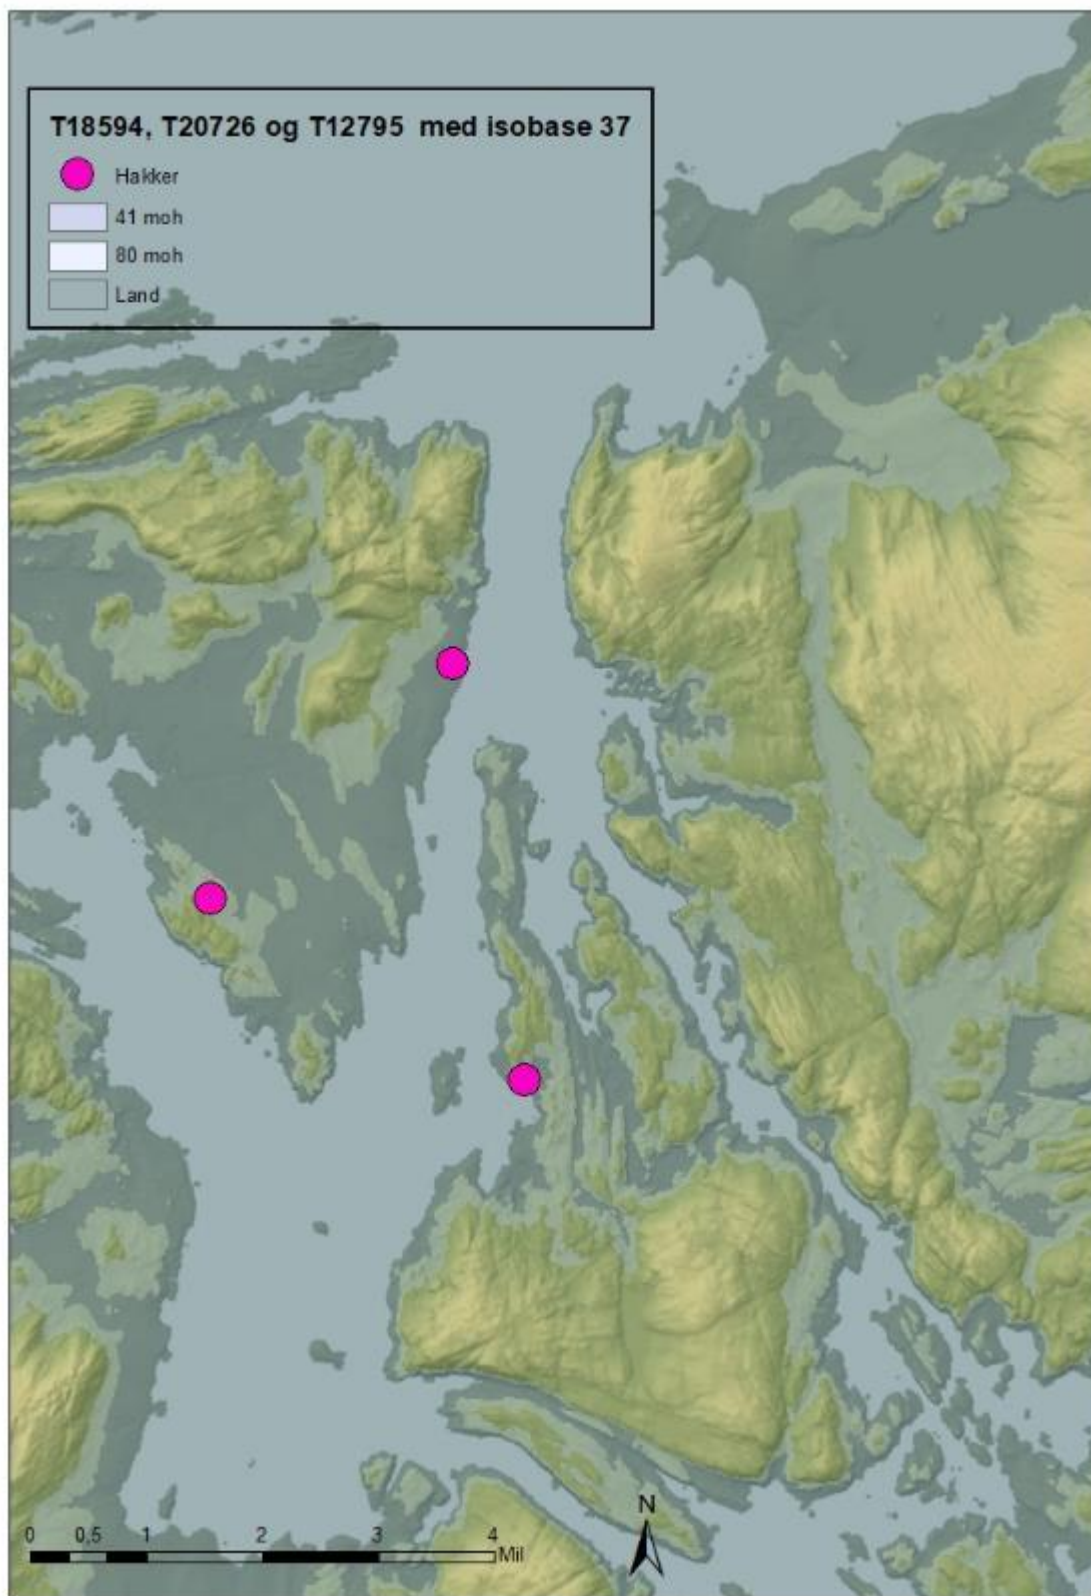 T18594, T20726 og T12795 med isobase 37
Hakker
41 moh
80 moh
Land
N
0 0,5 1 2 3 4
Mil